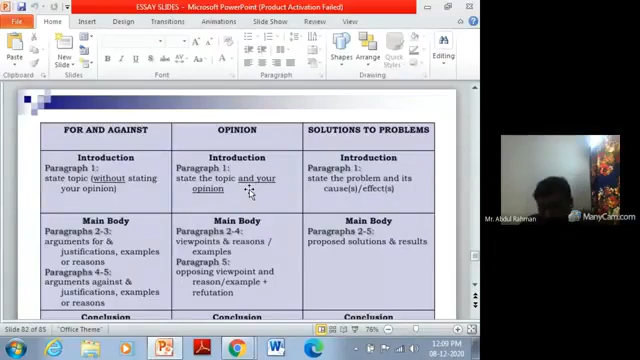 ESSAY SLIDES - Microsoft PowerPoint (Product Activation Failed)
File
Home
Insert
Design
Transitions
Animations
Slide Show
Review
View
Paste
New
Slide
Shapes
Arrange
Editing
Clipboard
Slides
Font
Paragraph
Drawing
FOR AND AGAINST
OPINION
SOLUTIONS TO PROBLEMS
Introduction
Paragraph 1:
state topic (without stating
your opinion)
Introduction
Paragraph 1:
state the topic and your
opinion
Introduction
Paragraph 1:
state the problem and its
cause(s)/effect(s)
Main Body
Paragraphs 2-3:
arguments for &
justifications, examples
or reasons
Paragraphs 4-5:
arguments against &
justifications, examples
or reasons
Main Body
Paragraphs 2-4:
viewpoints & reasons /
examples
Paragraph 5:
opposing viewpoint and
reason/example +
refutation
Main Body
Paragraphs 2-5:
proposed solutions & results
Conclusion
Conclusion
Conclusion
Mr. Abdul Rahman
ManyCam.com
Slide 82 of 85
"Office Theme"
76%
12:09 PM
08-12-2020